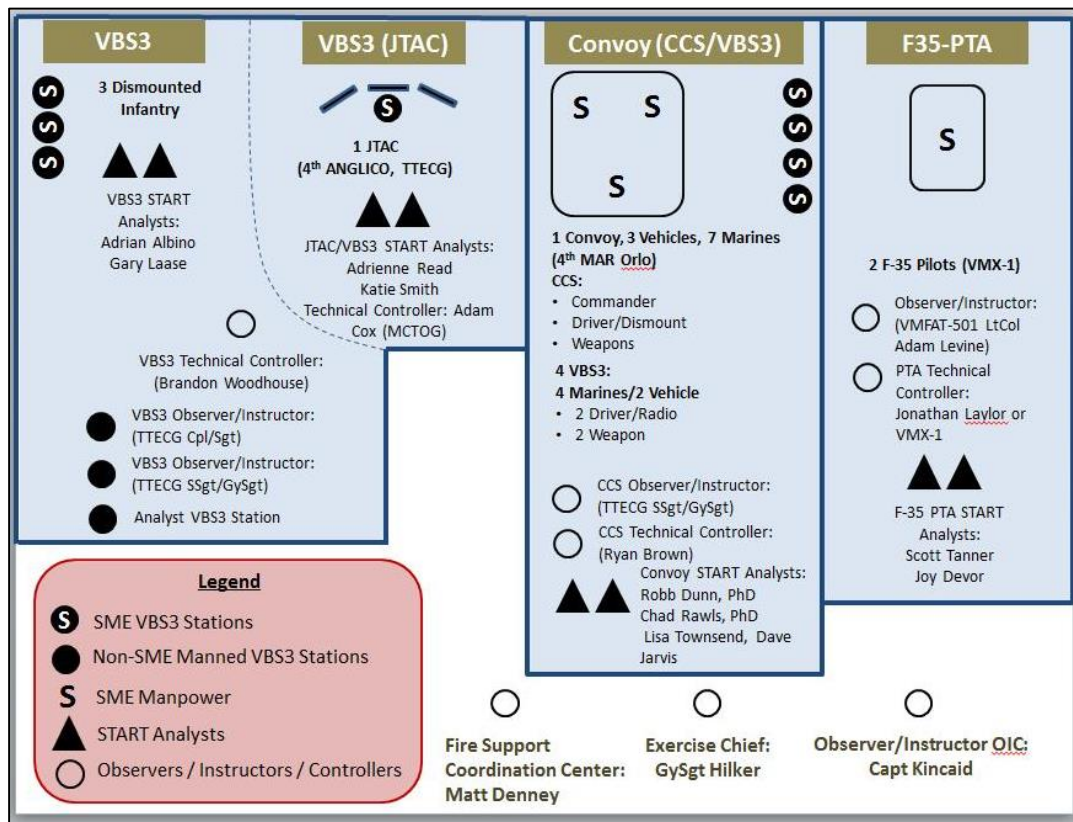 VBS3
S
S
S
3 Dismounted
Infantry
VBS3 START
Analysts:
Adrian Albino
Gary Laase
VBS3 (JTAC)
S
1 JTAC
(4th ANGLICO, TTECG)
JTAC/VBS3 START Analysts:
Adrienne Read
Katie Smith
Technical Controller: Adam
Cox (MCTOG)
VBS3 Technical Controller:
(Brandon Woodhouse)
VBS3 Observer/Instructor:
(TTECG Cpl/Sgt)
VBS3 Observer/Instructor:
(TTECG SSgt/GySgt)
Analyst VBS3 Station
Convoy (CCS/VBS3)
S S
S
S
S
S
S
1 Convoy, 3 Vehicles, 7 Marines
(4th MAR Orlo)
CCS:
• Commander
• Driver/Dismount
• Weapons
4 VBS3:
4 Marines/2 Vehicle
• 2 Driver/Radio
• 2 Weapon
CCS Observer/Instructor:
(TTECG SSgt/GySgt)
CCS Technical Controller:
(Ryan Brown)
Convoy START Analysts:
Robb Dunn, PhD
Chad Rawls, PhD
Lisa Townsend, Dave
Jarvis
F35-PTA
S
2 F-35 Pilots (VMX-1)
Observer/Instructor:
(VMFAT-501 LtCol
Adam Levine)
PTA Technical
Controller:
Jonathan Laylor or
VMX-1
F-35 PTA START
Analysts:
Scott Tanner
Joy Devor
Legend
S SME VBS3 Stations
Non-SME Manned VBS3 Stations
S SME Manpower
START Analysts
Observers / Instructors / Controllers
Fire Support
Coordination Center:
Matt Denney
Exercise Chief:
GySgt Hilker
Observer/Instructor OIC:
Capt Kincaid